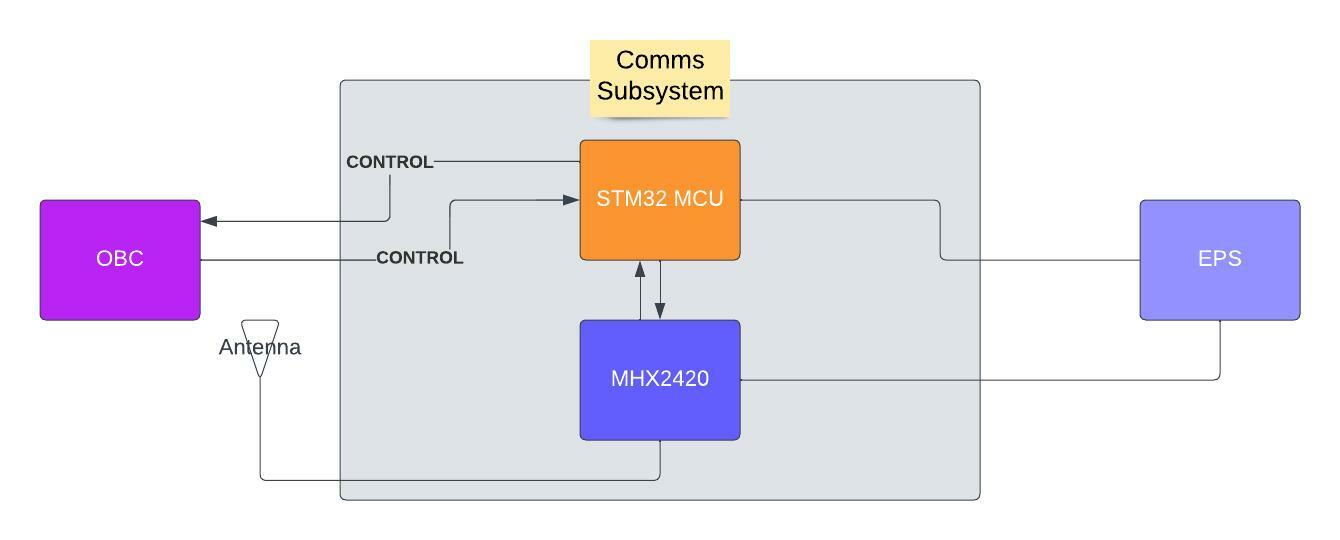 Comms
Subsystem
CONTROL
STM32 MCU
OBC
CONTROL
EPS
Antenna
MHX2420